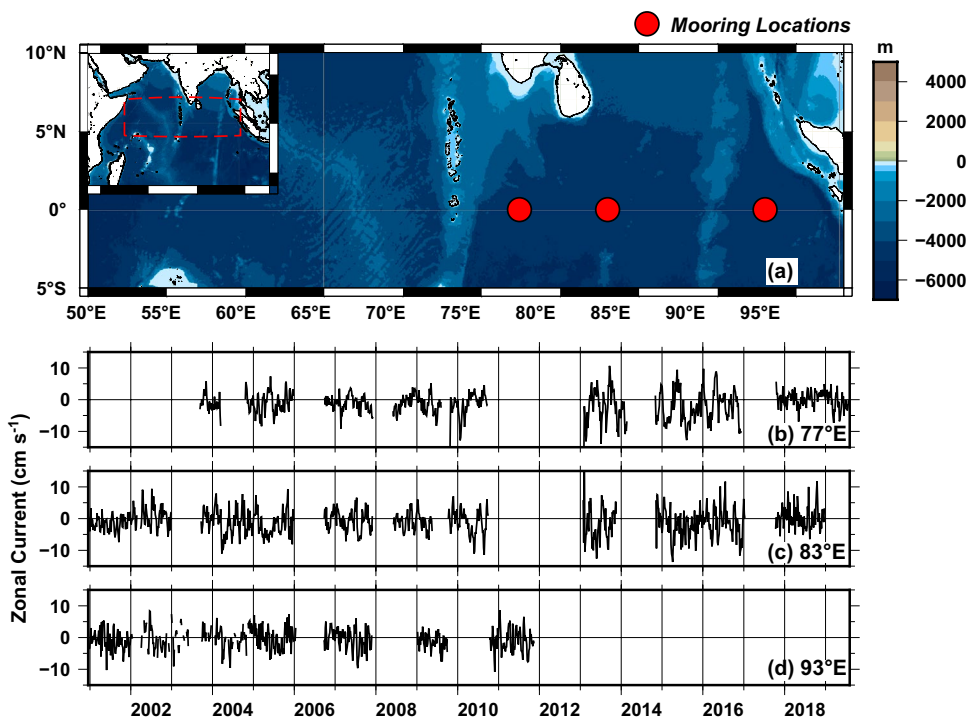 Mooring Locations
10°N
5°N
0°
5°S
50°E 55°E 60°E 65°E 75°E 80°E 85°E 95°E
(a)
m
4000
2000
0
−2000
−4000
−6000
Zonal Current (cm s⁻¹)
10
0
−10
(b) 77°E
10
0
−10
(c) 83°E
10
0
−10
(d) 93°E
2002 2004 2006 2008 2010 2012 2014 2016 2018